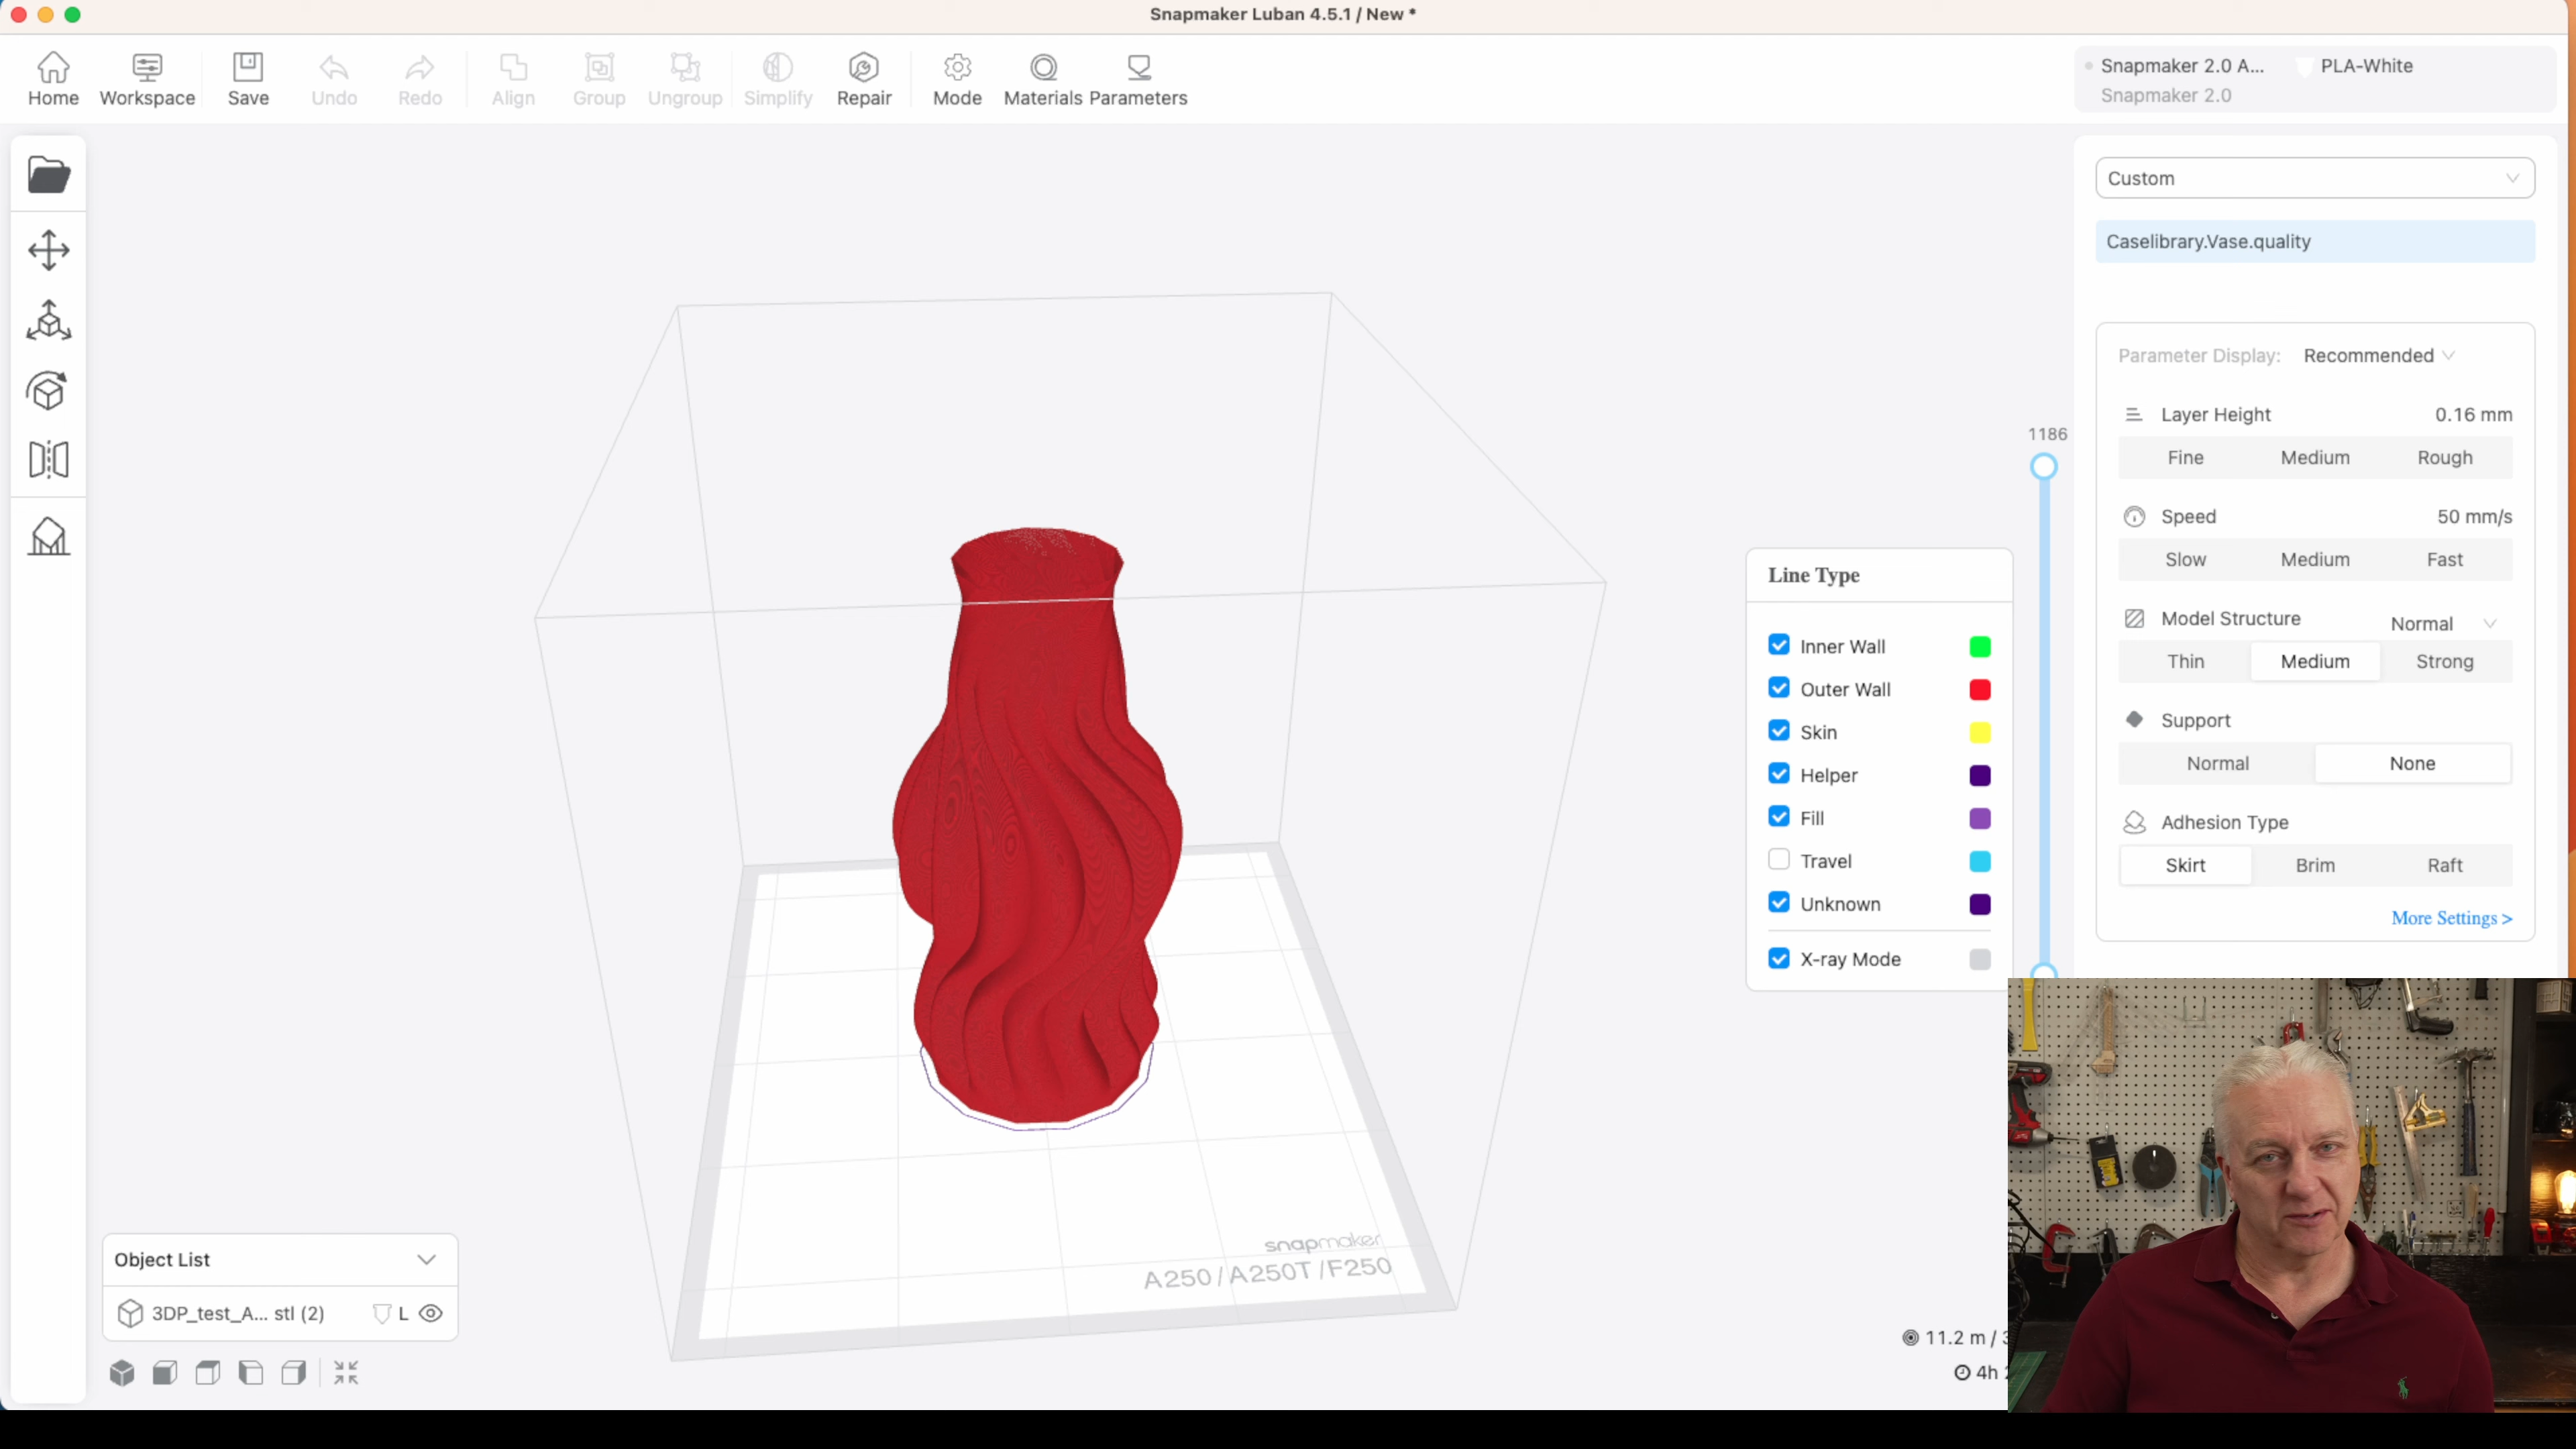 Snapmaker Luban 4.5.1 / New *
Home
Workspace
Save
Undo
Redo
Align
Group
Ungroup
Simplify
Repair
Mode
Materials
Parameters
Snapmaker 2.0 A...
PLA-White
Snapmaker 2.0
Custom
Caselibrary.Vase.quality
Parameter Display: Recommended
Layer Height 0.16 mm
Fine Medium Rough
Speed 50 mm/s
Slow Medium Fast
Model Structure Normal
Thin Medium Strong
Support
Normal None
Adhesion Type
Skirt Brim Raft
More Settings >
1186
Line Type
Inner Wall
Outer Wall
Skin
Helper
Fill
Travel
Unknown
X-ray Mode
snapmaker
A250 / A250T / F250
Object List
3DP_test_A... stl (2) L
11.2 m /
4h